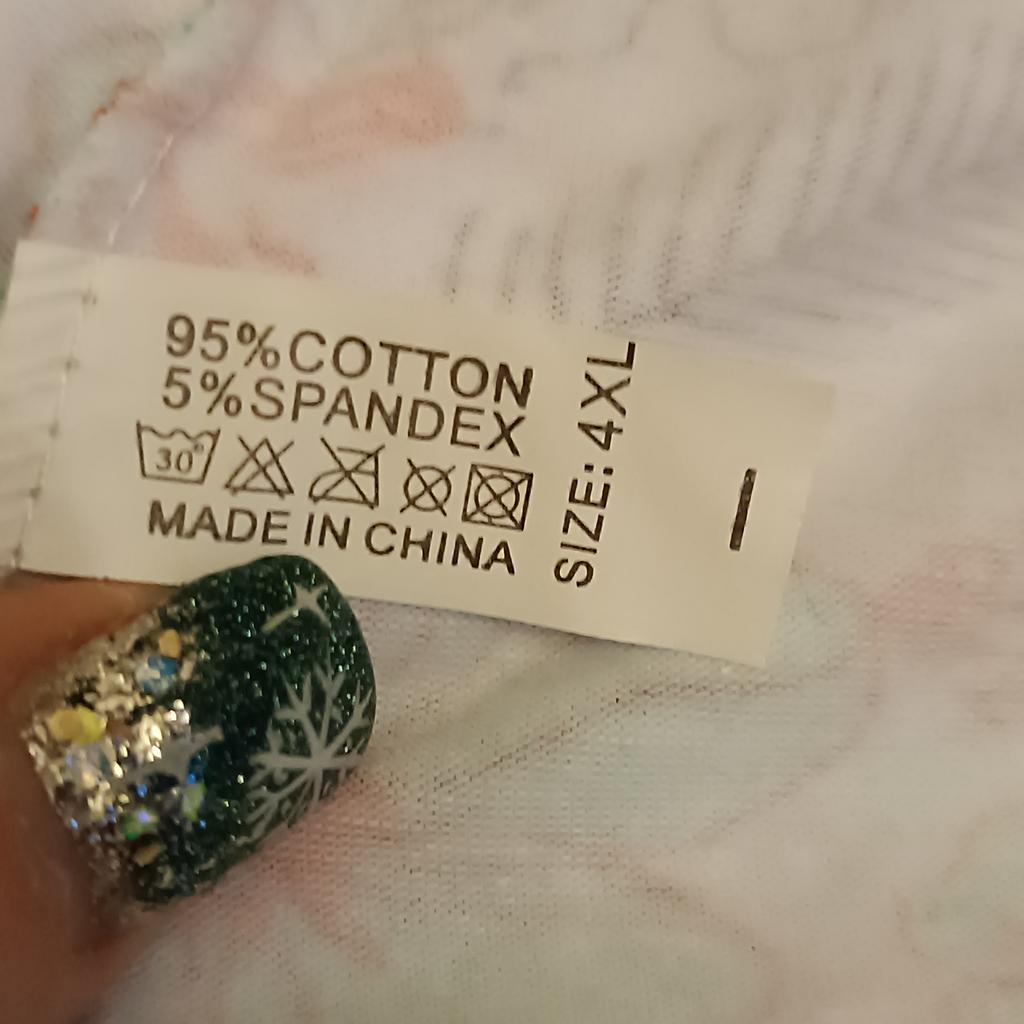 95%COTTON
5%SPANDEX
30°
MADE IN CHINA
SIZE: 4XL